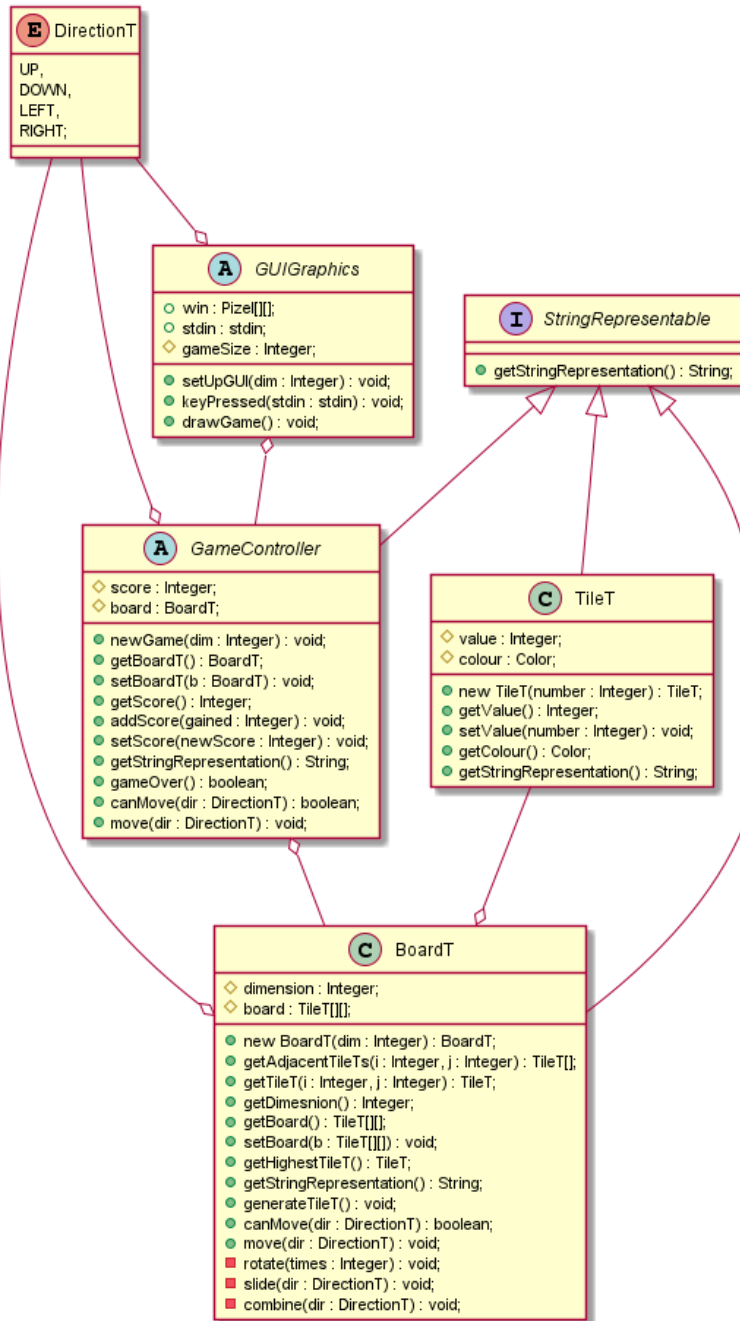 E DirectionT
UP,
DOWN,
LEFT,
RIGHT;
A GUIGraphics
win : Pizel[][];
stdin : stdin;
gameSize : Integer;
setUpGUI(dim : Integer) : void;
keyPressed(stdin : stdin) : void;
drawGame() : void;
I StringRepresentable
getStringRepresentation() : String;
A GameController
score : Integer;
board : BoardT;
newGame(dim : Integer) : void;
getBoardT() : BoardT;
setBoardT(b : BoardT) : void;
getScore() : Integer;
addScore(gained : Integer) : void;
setScore(newScore : Integer) : void;
getStringRepresentation() : String;
gameOver() : boolean;
canMove(dir : DirectionT) : boolean;
move(dir : DirectionT) : void;
C TileT
value : Integer;
colour : Color;
new TileT(number : Integer) : TileT;
getValue() : Integer;
setValue(number : Integer) : void;
getColour() : Color;
getStringRepresentation() : String;
C BoardT
dimension : Integer;
board : TileT[][];
new BoardT(dim : Integer) : BoardT;
getAdjacentTileTs(i : Integer, j : Integer) : TileT[];
getTileT(i : Integer, j : Integer) : TileT;
getDimesnion() : Integer;
getBoard() : TileT[][];
setBoard(b : TileT[][]) : void;
getHighestTileT() : TileT;
getStringRepresentation() : String;
generateTileT() : void;
canMove(dir : DirectionT) : boolean;
move(dir : DirectionT) : void;
rotate(times : Integer) : void;
slide(dir : DirectionT) : void;
combine(dir : DirectionT) : void;